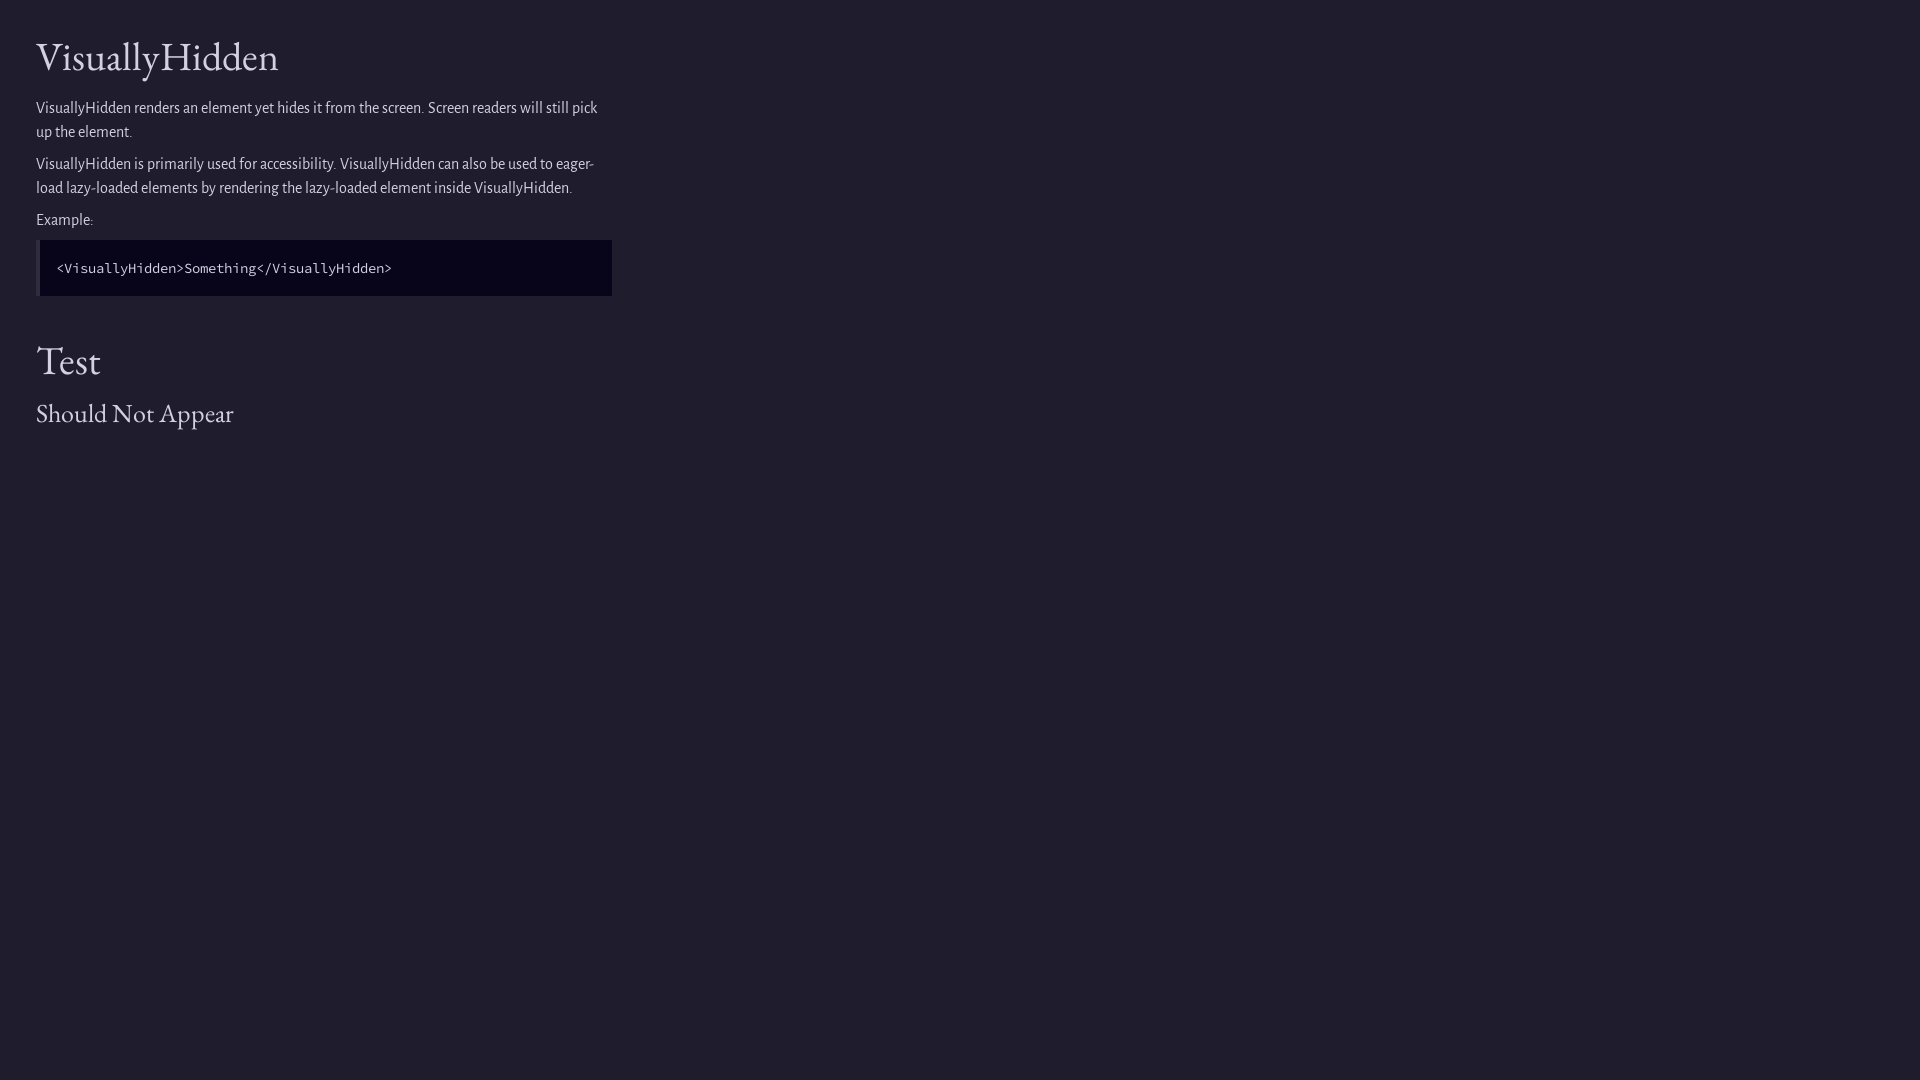 VisuallyHidden
VisuallyHidden renders an element yet hides it from the screen. Screen readers will still pick
up the element.
VisuallyHidden is primarily used for accessibility. VisuallyHidden can also be used to eager-
load lazy-loaded elements by rendering the lazy-loaded element inside VisuallyHidden.
Example:
<VisuallyHidden>Something</VisuallyHidden>
Test
Should Not Appear